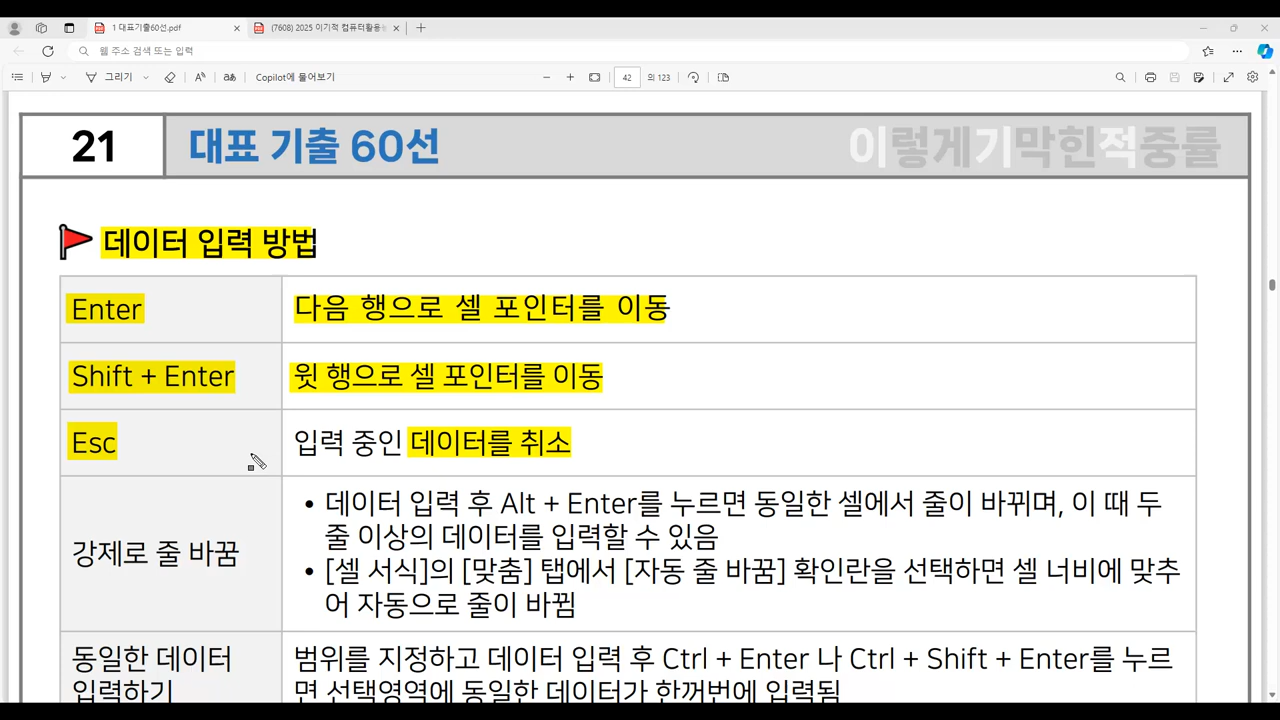 1 대표기출60선.pdf
(7608) 2025 이기적 컴퓨터활용능
웹 주소 검색 또는 입력
그리기
가あ
Copilot에 물어보기
42
의 123
21
대표 기출 60선
이렇게기막힌적중률
데이터 입력 방법
Enter
다음 행으로 셀 포인터를 이동
Shift + Enter
윗 행으로 셀 포인터를 이동
Esc
입력 중인 데이터를 취소
강제로 줄 바꿈
• 데이터 입력 후 Alt + Enter를 누르면 동일한 셀에서 줄이 바뀌며, 이 때 두
줄 이상의 데이터를 입력할 수 있음
• [셀 서식]의 [맞춤] 탭에서 [자동 줄 바꿈] 확인란을 선택하면 셀 너비에 맞추
어 자동으로 줄이 바뀜
동일한 데이터
입력하기
범위를 지정하고 데이터 입력 후 Ctrl + Enter 나 Ctrl + Shift + Enter를 누르
면 선택영역에 동일한 데이터가 한꺼번에 입력됨